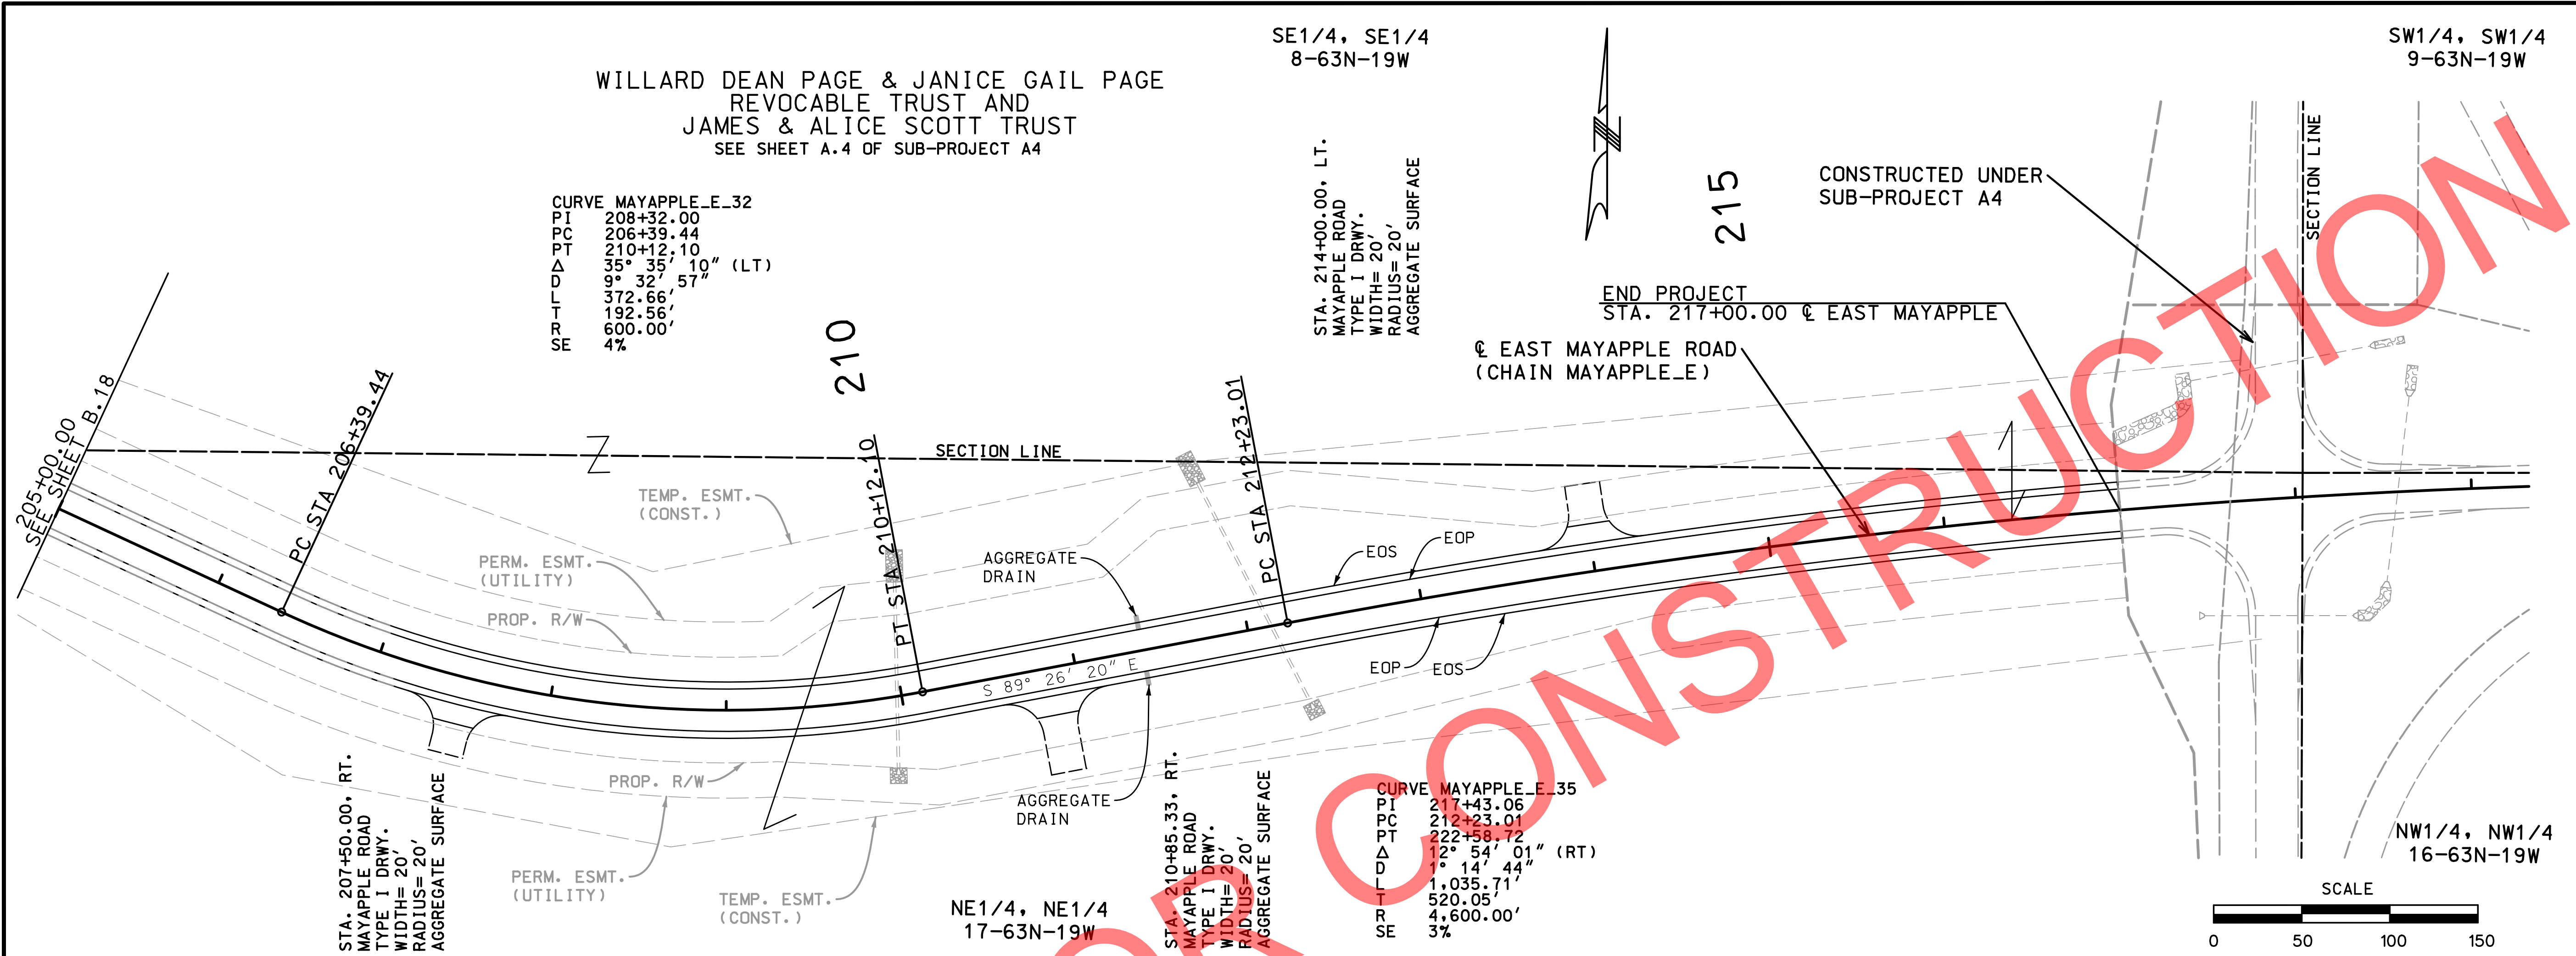 SE1/4, SE1/4
8-63N-19W
SW1/4, SW1/4
9-63N-19W
WILLARD DEAN PAGE & JANICE GAIL PAGE
REVOCABLE TRUST AND
JAMES & ALICE SCOTT TRUST
SEE SHEET A.4 OF SUB-PROJECT A4
CURVE MAYAPPLE_E_32
PI 208+32.00
PC 206+39.44
PT 210+12.10
Δ 35° 35' 10" (LT)
D 9° 32' 57"
L 372.66'
T 192.56'
R 600.00'
SE 4%
STA. 214+00.00, LT.
MAYAPPLE ROAD
TYPE I DRWY.
WIDTH= 20'
RADIUS= 20'
AGGREGATE SURFACE
N
215
CONSTRUCTED UNDER
SUB-PROJECT A4
SECTION LINE
END PROJECT
STA. 217+00.00 ℄ EAST MAYAPPLE
℄ EAST MAYAPPLE ROAD
(CHAIN MAYAPPLE_E)
205+00.00
SEE SHEET B.18
PC STA 206+39.44
210
PT STA 210+12.10
PC STA 212+23.01
SECTION LINE
TEMP. ESMT.
(CONST.)
PERM. ESMT.
(UTILITY)
PROP. R/W
AGGREGATE
DRAIN
EOS
EOP
S 89° 26' 20" E
EOP
EOS
PROP. R/W
AGGREGATE
DRAIN
PERM. ESMT.
(UTILITY)
TEMP. ESMT.
(CONST.)
STA. 207+50.00, RT.
MAYAPPLE ROAD
TYPE I DRWY.
WIDTH= 20'
RADIUS= 20'
AGGREGATE SURFACE
NE1/4, NE1/4
17-63N-19W
STA. 210+85.33, RT.
MAYAPPLE ROAD
TYPE I DRWY.
WIDTH= 20'
RADIUS= 20'
AGGREGATE SURFACE
CURVE MAYAPPLE_E_35
PI 217+43.06
PC 212+23.01
PT 222+58.72
Δ 12° 54' 01" (RT)
D 1° 14' 44"
L 1,035.71'
T 520.05'
R 4,600.00'
SE 3%
NW1/4, NW1/4
16-63N-19W
SCALE
0 50 100 150
OR CONSTRUCTION